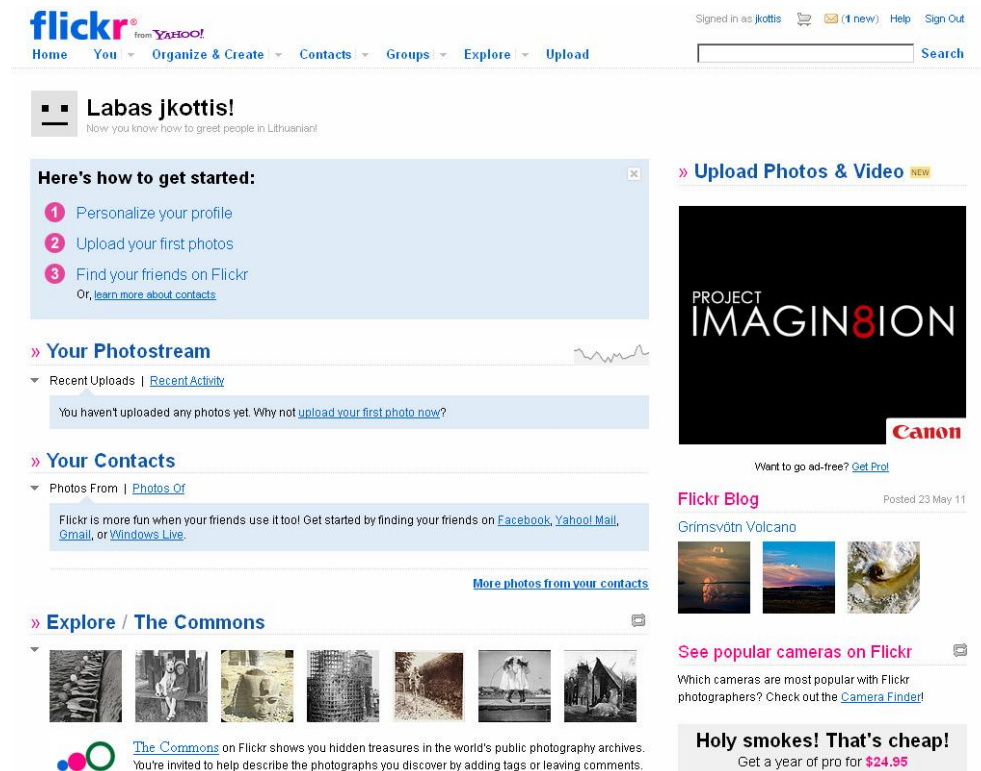 flickr® from YAHOO!
Signed in as jkottis (1 new) Help Sign Out
Home You Organize & Create Contacts Groups Explore Upload
Search
Labas jkottis!
Now you know how to greet people in Lithuanian!
Here's how to get started:
1 Personalize your profile
2 Upload your first photos
3 Find your friends on Flickr
Or, learn more about contacts
» Your Photostream
Recent Uploads | Recent Activity
You haven't uploaded any photos yet. Why not upload your first photo now?
» Your Contacts
Photos From | Photos Of
Flickr is more fun when your friends use it too! Get started by finding your friends on Facebook, Yahoo! Mail,
Gmail, or Windows Live.
More photos from your contacts
» Explore / The Commons
The Commons on Flickr shows you hidden treasures in the world's public photography archives.
You're invited to help describe the photographs you discover by adding tags or leaving comments.
» Upload Photos & Video NEW
PROJECT
IMAGIN8ION
Canon
Want to go ad-free? Get Pro!
Flickr Blog
Posted 23 May 11
Grímsvötn Volcano
See popular cameras on Flickr
Which cameras are most popular with Flickr
photographers? Check out the Camera Finder!
Holy smokes! That's cheap!
Get a year of pro for $24.95